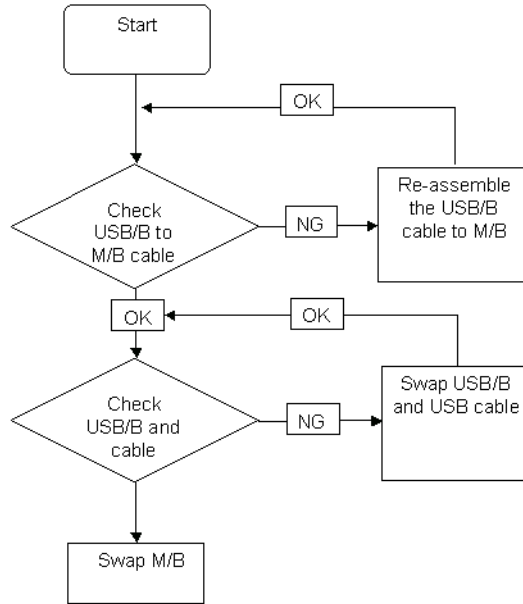 Start
OK
Check
USB/B to
M/B cable
NG
Re-assemble
the USB/B
cable to M/B
OK
OK
Check
USB/B and
cable
NG
Swap USB/B
and USB cable
Swap M/B